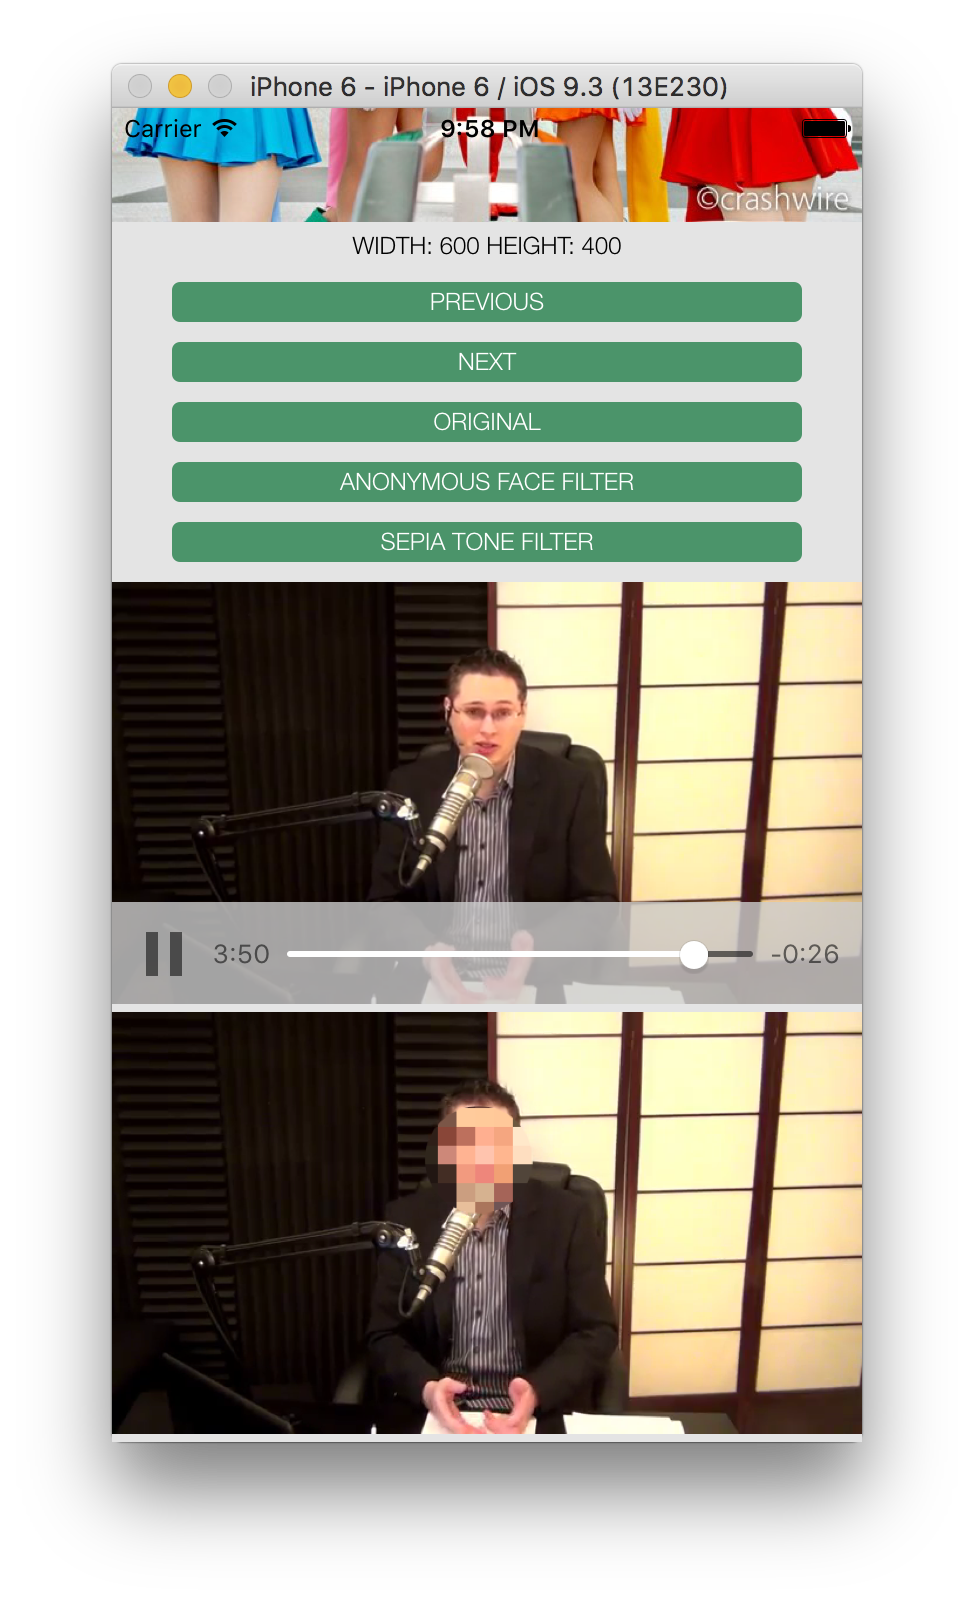 iPhone 6 - iPhone 6 / iOS 9.3 (13E230)
Carrier 9:58 PM
©crashwire
WIDTH: 600 HEIGHT: 400
PREVIOUS
NEXT
ORIGINAL
ANONYMOUS FACE FILTER
SEPIA TONE FILTER
3:50 -0:26